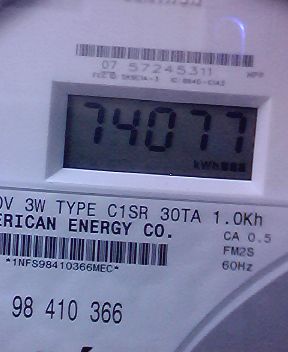 07 57245311
74077
kWh
0V 3W TYPE C1SR 30TA 1.0Kh
ERICAN ENERGY CO.
CA 0.5
FM2S
60Hz
*1NFS98410366MEC*
98 410 366